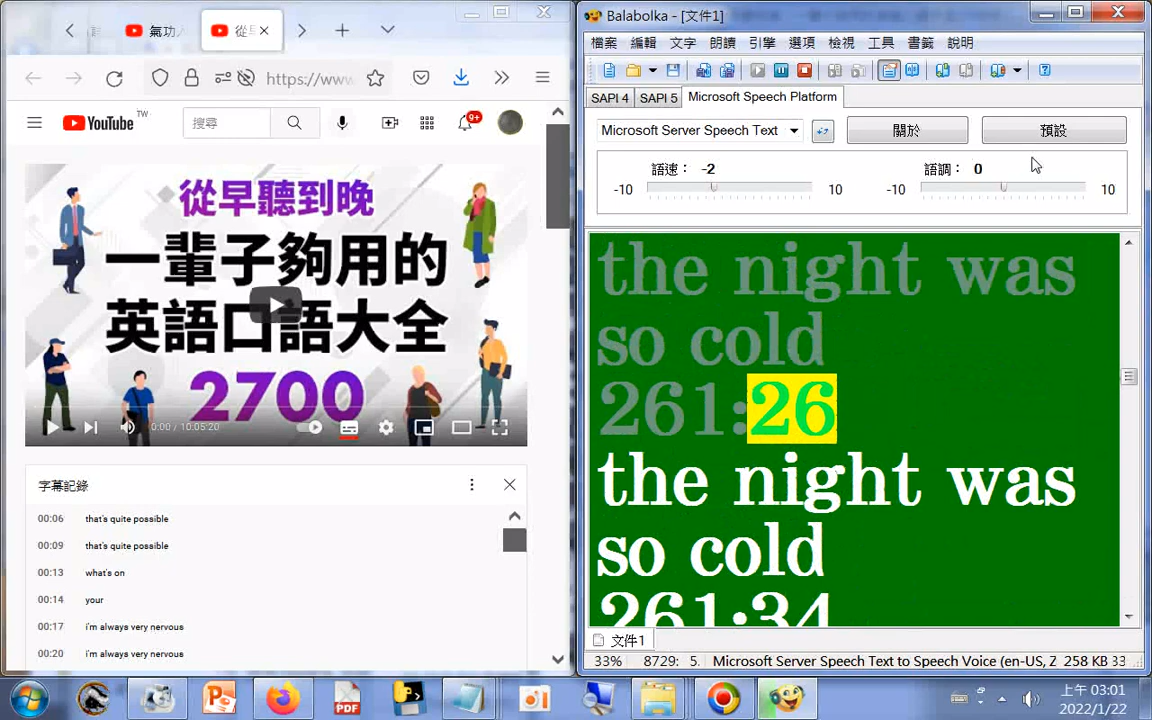 氣功
從
https://www
YouTube TW
搜尋
9+
從早聽到晚
一輩子夠用的
英語口語大全
2700
0:00 / 10:05:20
字幕記錄
00:06 that's quite possible
00:09 that's quite possible
00:13 what's on
00:14 your
00:17 i'm always very nervous
00:20 i'm always very nervous
Balabolka - [文件1]
檔案 編輯 文字 朗讀 引擎 選項 檢視 工具 書籤 說明
SAPI 4 SAPI 5 Microsoft Speech Platform
Microsoft Server Speech Text 關於 預設
語速： -2 語調： 0
-10 10 -10 10
the night was
so cold
261:26
the night was
so cold
261:34
文件1
33% 8729: 5. Microsoft Server Speech Text to Speech Voice (en-US, Z 258 KB 33
PDF
上午 03:01
2022/1/22